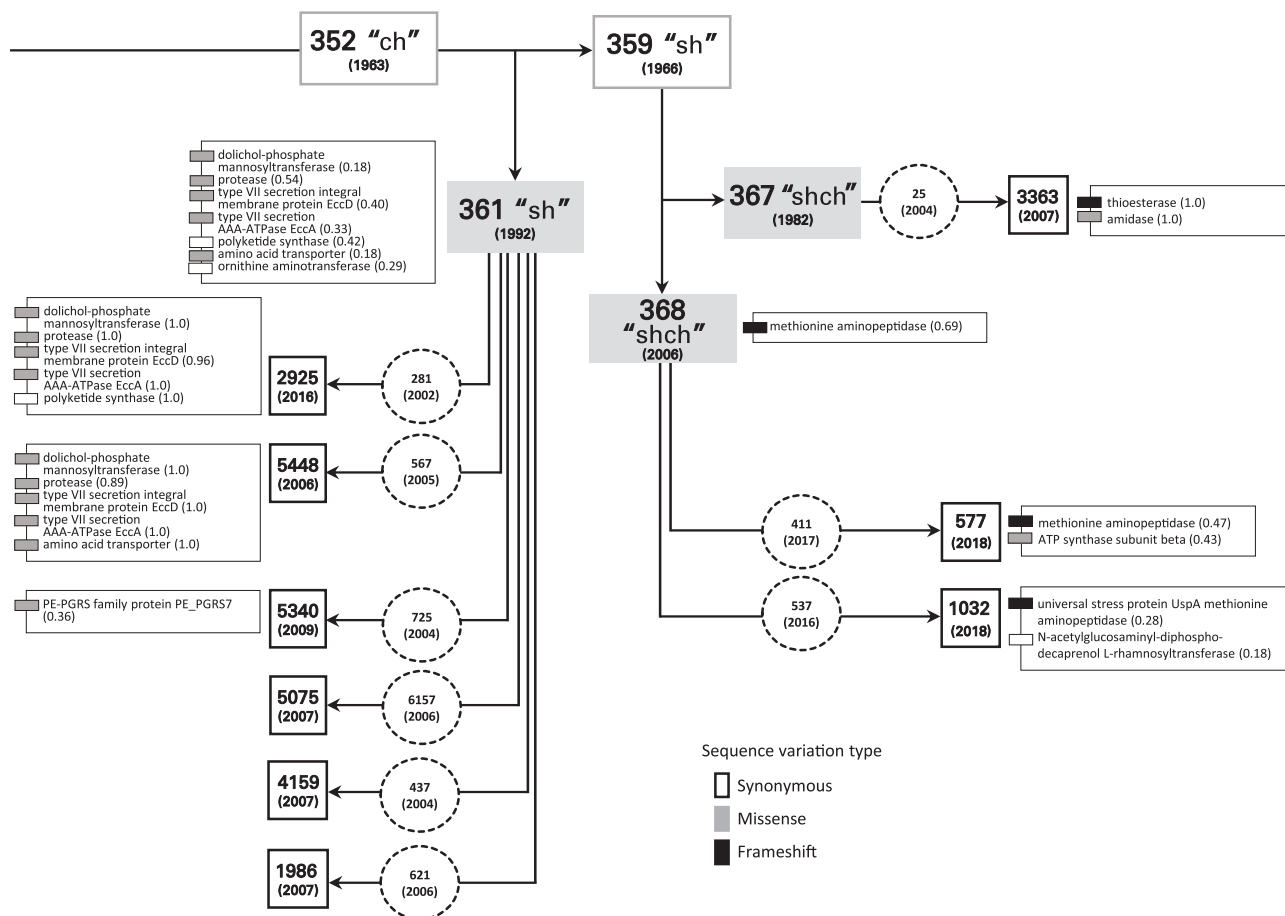 352 “ch”
(1963)
359 “sh”
(1966)
dolichol-phosphate
mannosyltransferase (0.18)
protease (0.54)
type VII secretion integral
membrane protein EccD (0.40)
type VII secretion
AAA-ATPase EccA (0.33)
polyketide synthase (0.42)
amino acid transporter (0.18)
ornithine aminotransferase (0.29)
361 “sh”
(1992)
367 “shch”
(1982)
25
(2004)
3363
(2007)
thioesterase (1.0)
amidase (1.0)
368
“shch”
(2006)
methionine aminopeptidase (0.69)
dolichol-phosphate
mannosyltransferase (1.0)
protease (1.0)
type VII secretion integral
membrane protein EccD (0.96)
type VII secretion
AAA-ATPase EccA (1.0)
polyketide synthase (1.0)
2925
(2016)
281
(2002)
dolichol-phosphate
mannosyltransferase (1.0)
protease (0.89)
type VII secretion integral
membrane protein EccD (1.0)
type VII secretion
AAA-ATPase EccA (1.0)
amino acid transporter (1.0)
5448
(2006)
567
(2005)
411
(2017)
577
(2018)
methionine aminopeptidase (0.47)
ATP synthase subunit beta (0.43)
PE-PGRS family protein PE_PGRS7
(0.36)
5340
(2009)
725
(2004)
537
(2016)
1032
(2018)
universal stress protein UspA methionine
aminopeptidase (0.28)
N-acetylglucosaminyl-diphospho-
decaprenol L-rhamnosyltransferase (0.18)
5075
(2007)
6157
(2006)
4159
(2007)
437
(2004)
1986
(2007)
621
(2006)
Sequence variation type
Synonymous
Missense
Frameshift